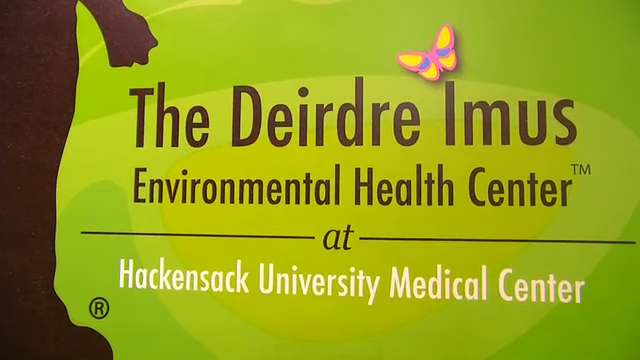 The Deirdre Imus
Environmental Health Center™
at
Hackensack University Medical Center
®